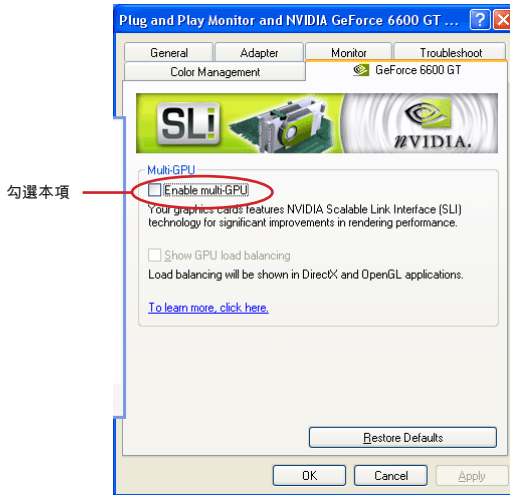 Plug and Play Monitor and NVIDIA GeForce 6600 GT ...
General Adapter Monitor Troubleshoot
Color Management GeForce 6600 GT
SLi nVIDIA.
Multi-GPU
勾選本項
Enable multi-GPU
Your graphics cards features NVIDIA Scalable Link Interface (SLI)
technology for significant improvements in rendering performance.
Show GPU load balancing
Load balancing will be shown in DirectX and OpenGL applications.
To learn more, click here.
Restore Defaults
OK Cancel Apply